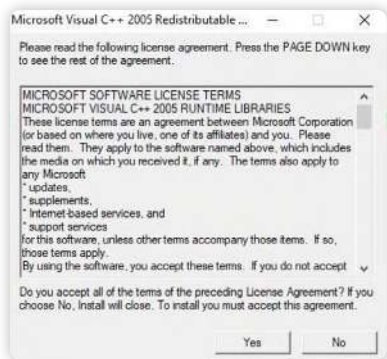 Microsoft Visual C++ 2005 Redistributable ...
Please read the following license agreement. Press the PAGE DOWN key
to see the rest of the agreement.
MICROSOFT SOFTWARE LICENSE TERMS
MICROSOFT VISUAL C++ 2005 RUNTIME LIBRARIES
These license terms are an agreement between Microsoft Corporation
(or based on where you live, one of its affiliates) and you. Please
read them. They apply to the software named above, which includes
the media on which you received it, if any. The terms also apply to
any Microsoft
* updates,
* supplements,
* Internet-based services, and
* support services
for this software, unless other terms accompany those items. If so,
those terms apply.
By using the software, you accept these terms. If you do not accept
Do you accept all of the terms of the preceding License Agreement? If you
choose No, Install will close. To install you must accept this agreement.
Yes
No